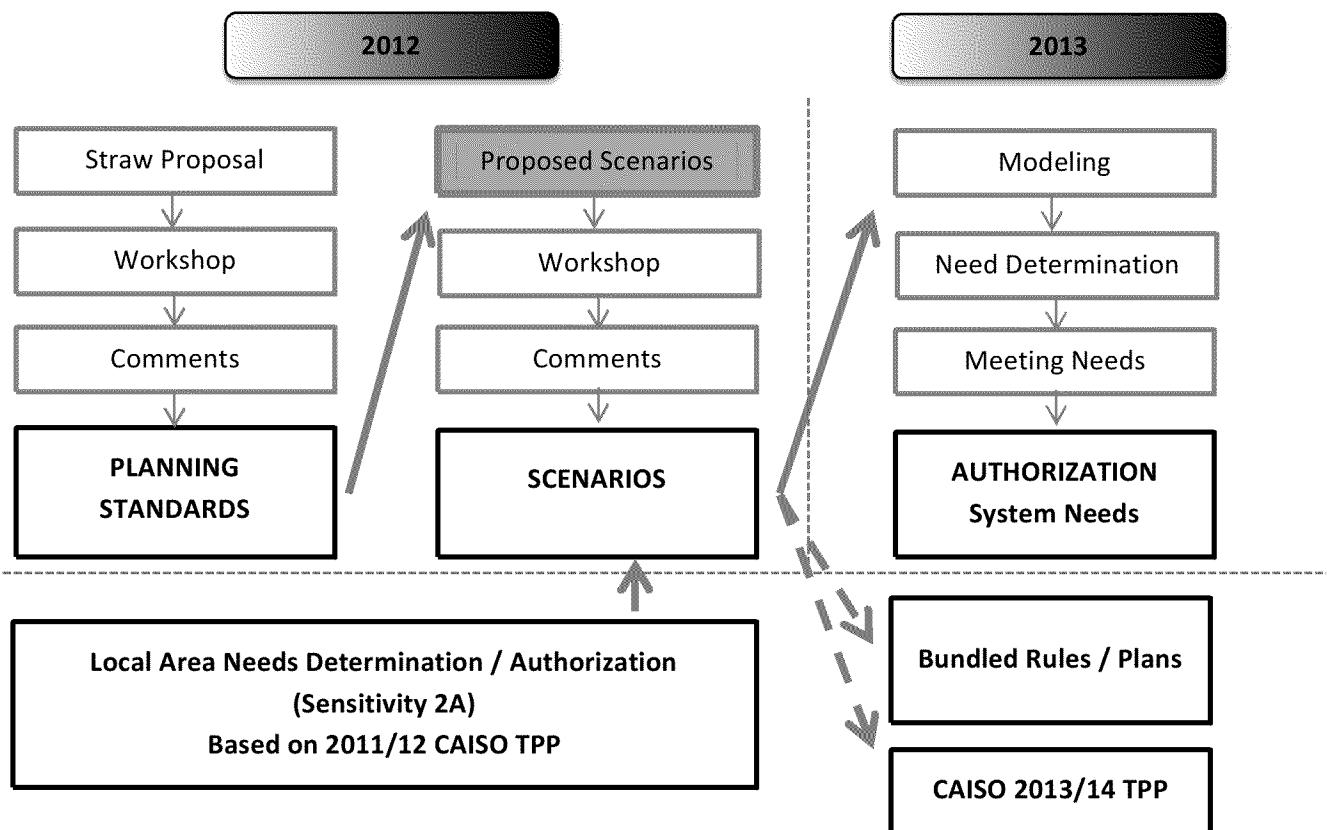 2012
2013
Straw Proposal
Workshop
Comments
PLANNING
STANDARDS
Proposed Scenarios
Workshop
Comments
SCENARIOS
Modeling
Need Determination
Meeting Needs
AUTHORIZATION
System Needs
Local Area Needs Determination / Authorization
(Sensitivity 2A)
Based on 2011/12 CAISO TPP
Bundled Rules / Plans
CAISO 2013/14 TPP